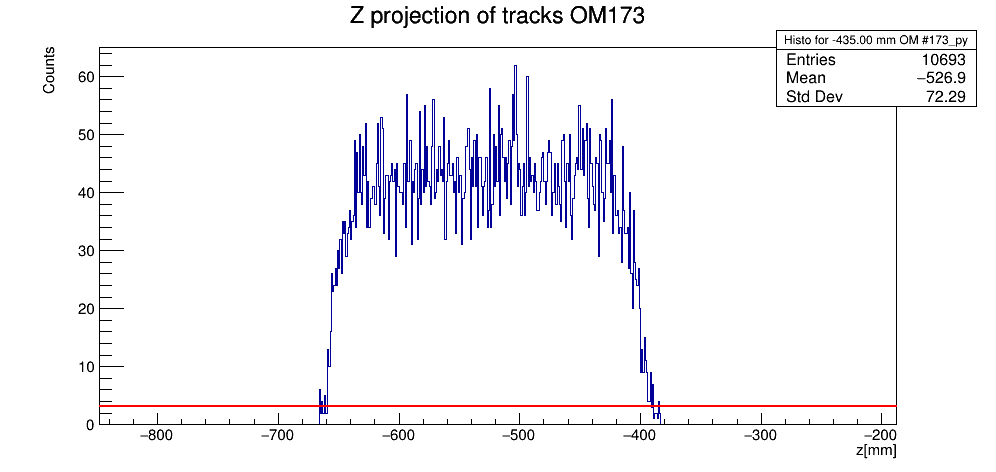 Z projection of tracks OM173
Histo for -435.00 mm OM #173_py
Entries 10693
Mean −526.9
Std Dev 72.29
Counts
60
50
40
30
20
10
0
−800 −700 −600 −500 −400 −300 −200
z[mm]